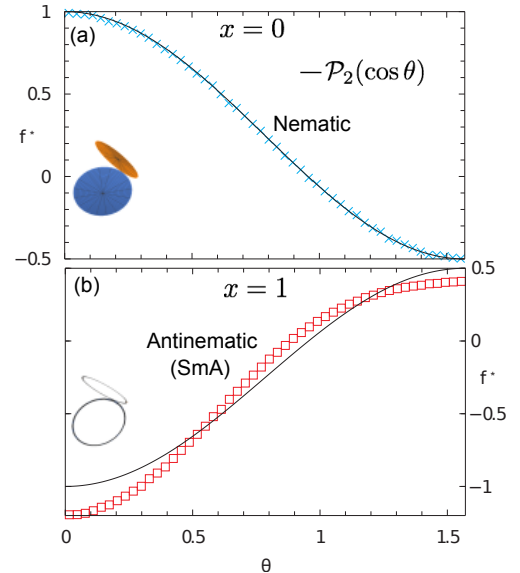 1
(a)
x = 0
—𝒫₂(cos θ)
0.5
Nematic
f*
0
−0.5
(b)
x = 1
0.5
Antinematic
(SmA)
0
f*
−0.5
−1
0
0.5
1
1.5
θ